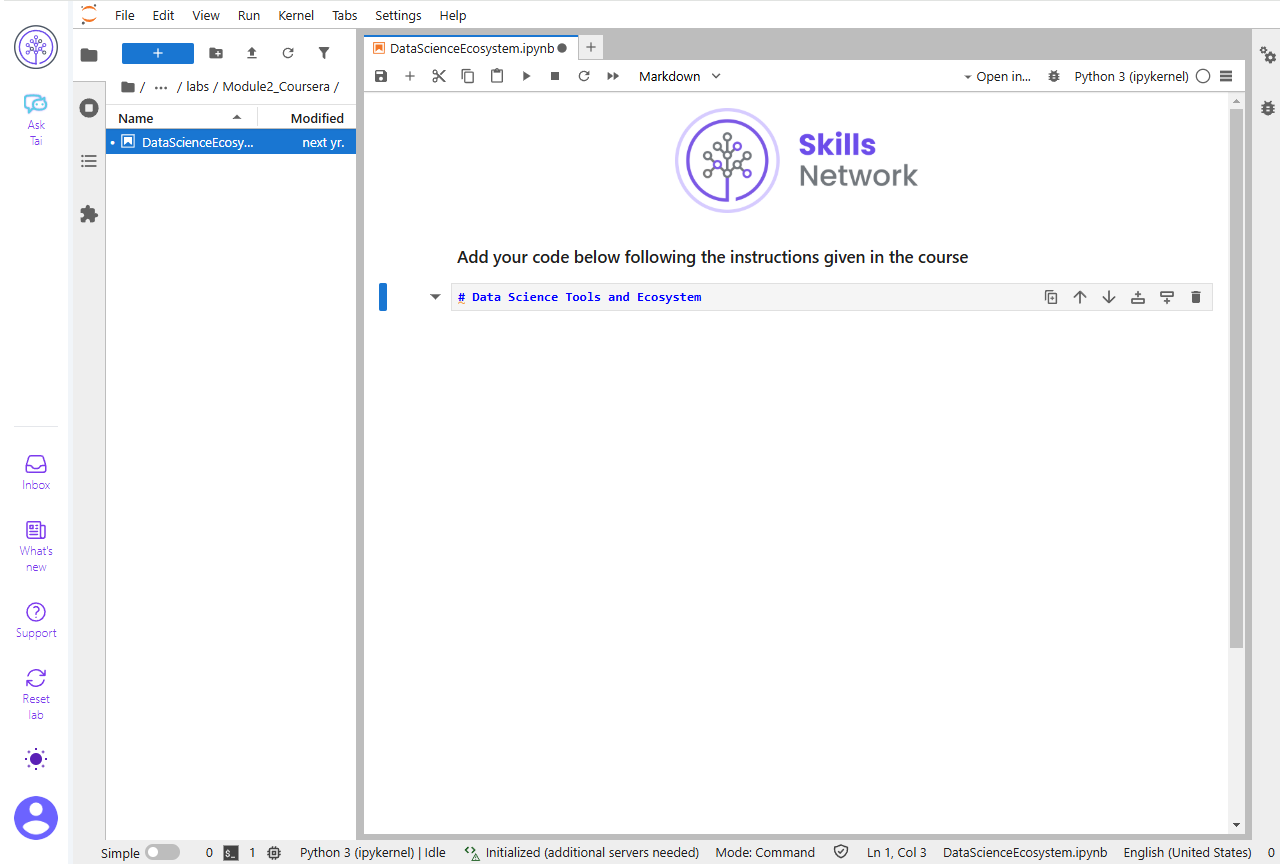 File Edit View Run Kernel Tabs Settings Help
Ask
Tai
Inbox
What's
new
Support
Reset
lab
+
/ ... / labs / Module2_Coursera /
Name Modified
DataScienceEcosy... next yr.
DataScienceEcosystem.ipynb
+
Markdown
Open in...
Python 3 (ipykernel)
Skills
Network
Add your code below following the instructions given in the course
# Data Science Tools and Ecosystem
Simple 0 $_ 1 Python 3 (ipykernel) | Idle Initialized (additional servers needed) Mode: Command Ln 1, Col 3 DataScienceEcosystem.ipynb English (United States) 0